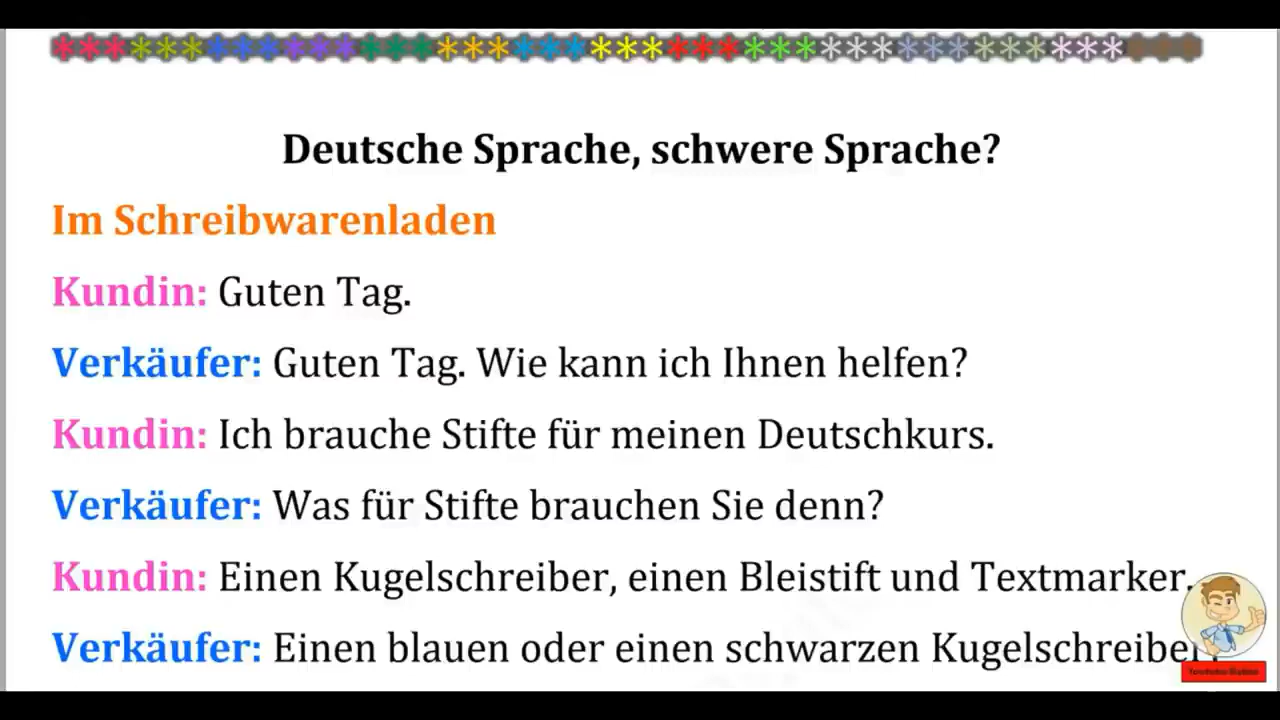 Deutsche Sprache, schwere Sprache?
Im Schreibwarenladen
Kundin: Guten Tag.
Verkäufer: Guten Tag. Wie kann ich Ihnen helfen?
Kundin: Ich brauche Stifte für meinen Deutschkurs.
Verkäufer: Was für Stifte brauchen Sie denn?
Kundin: Einen Kugelschreiber, einen Bleistift und Textmarker.
Verkäufer: Einen blauen oder einen schwarzen Kugelschreiber?